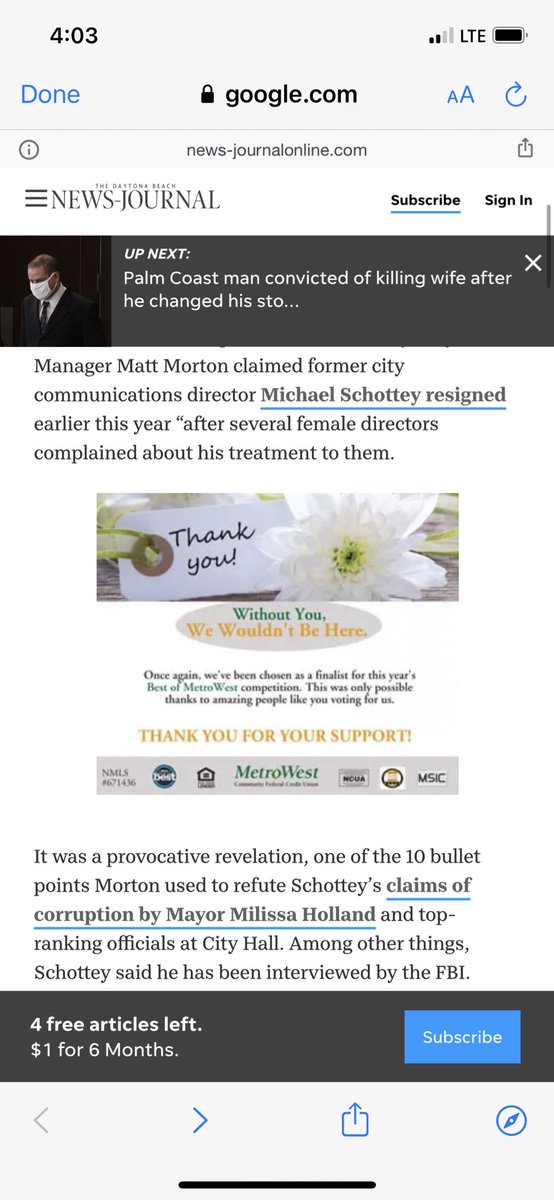 4:03
LTE
Done
google.com
AA
news-journalonline.com
THE DAYTONA BEACH
NEWS-JOURNAL
Subscribe
Sign In
UP NEXT:
Palm Coast man convicted of killing wife after
he changed his sto...
Manager Matt Morton claimed former city
communications director Michael Schottey resigned
earlier this year “after several female directors
complained about his treatment to them.
Thank
you!
Without You,
We Wouldn't Be Here.
Once again, we've been chosen as a finalist for this year's
Best of MetroWest competition. This was only possible
thanks to amazing people like you voting for us.
THANK YOU FOR YOUR SUPPORT!
NMLS
#671436
best
MetroWest
Community Federal Credit Union
NCUA
MSIC
It was a provocative revelation, one of the 10 bullet
points Morton used to refute Schottey’s claims of
corruption by Mayor Milissa Holland and top-
ranking officials at City Hall. Among other things,
Schottey said he has been interviewed by the FBI.
4 free articles left.
$1 for 6 Months.
Subscribe